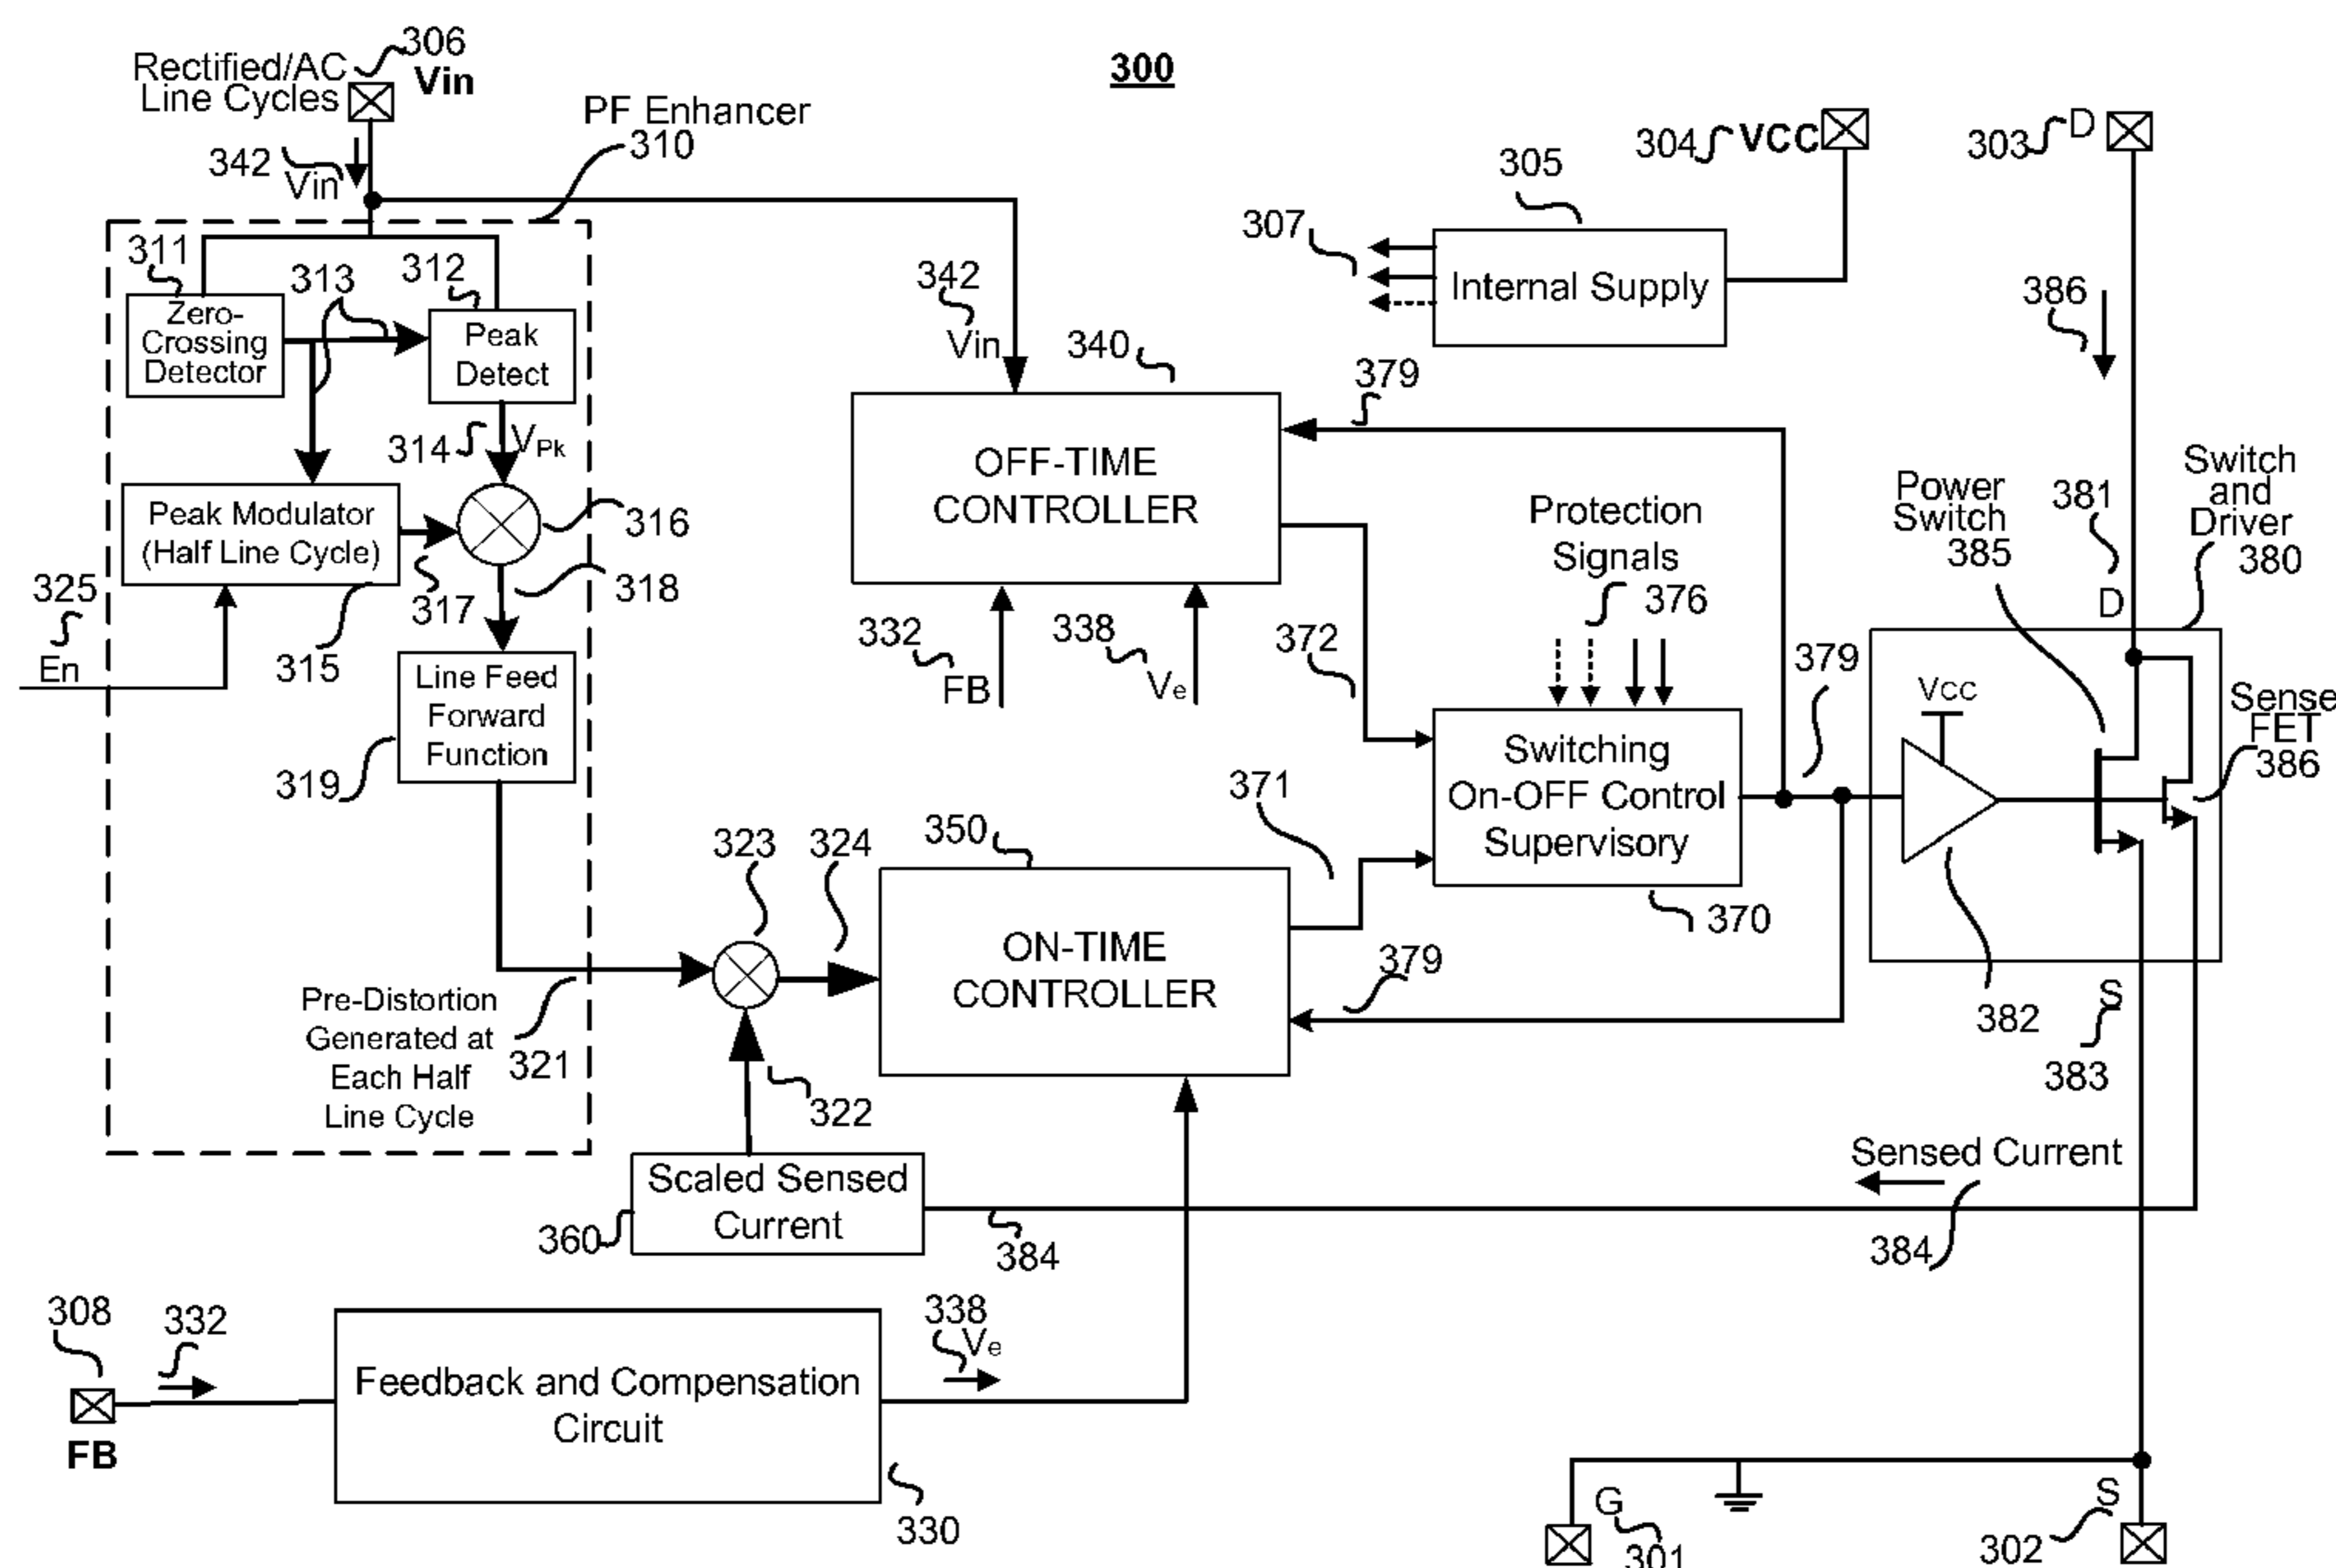 300
Rectified/AC
Line Cycles
306
Vin
342
Vin
PF Enhancer
310
311
313
312
Zero-
Crossing
Detector
Peak
Detect
314
VPk
Peak Modulator
(Half Line Cycle)
316
317
318
325
En
315
Line Feed
Forward
Function
319
Pre-Distortion
Generated at
Each Half
Line Cycle
321
342
Vin
340
OFF-TIME
CONTROLLER
379
332
FB
338
Ve
372
304
VCC
305
307
Internal Supply
303
D
386
Protection
Signals
376
Switching
On-OFF Control
Supervisory
370
379
371
Power
Switch
385
381
D
Switch
and
Driver
380
VCC
Sense
FET
386
382
S
383
323
324
350
ON-TIME
CONTROLLER
379
322
Scaled Sensed
Current
360
384
Sensed Current
384
308
332
FB
Feedback and Compensation
Circuit
330
338
Ve
G
301
S
302